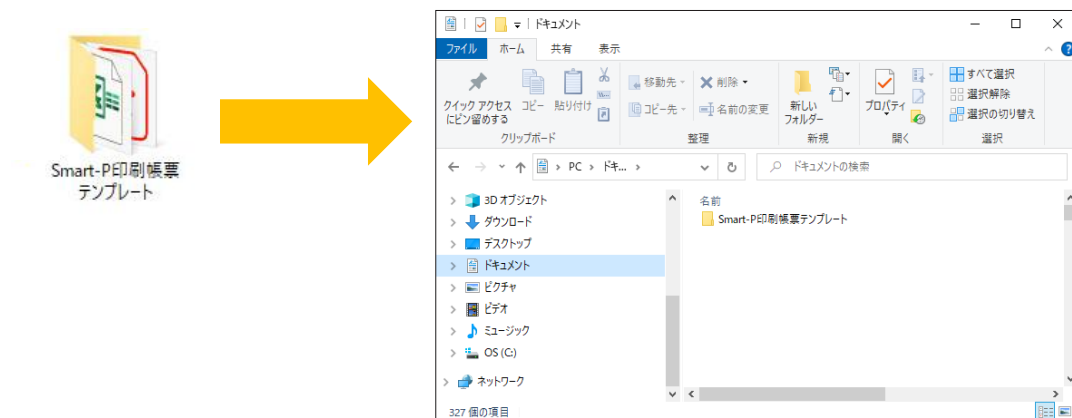 Smart-P印刷帳票
テンプレート
ドキュメント
ファイル ホーム 共有 表示
クイック アクセス
にピン留めする
コピー
貼り付け
クリップボード
移動先
コピー先
削除
名前の変更
整理
新しい
フォルダー
新規
プロパティ
開く
すべて選択
選択解除
選択の切り替え
選択
PC › ドキ... ›
ドキュメントの検索
3D オブジェクト
ダウンロード
デスクトップ
ドキュメント
ピクチャ
ビデオ
ミュージック
OS (C:)
ネットワーク
名前
Smart-P印刷帳票テンプレート
327 個の項目